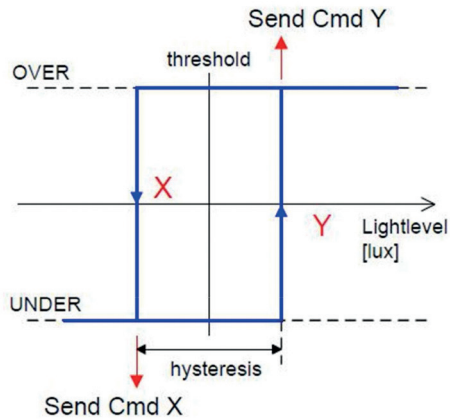 Send Cmd Y
threshold
OVER
X
Y
Lightlevel
[lux]
UNDER
hysteresis
Send Cmd X